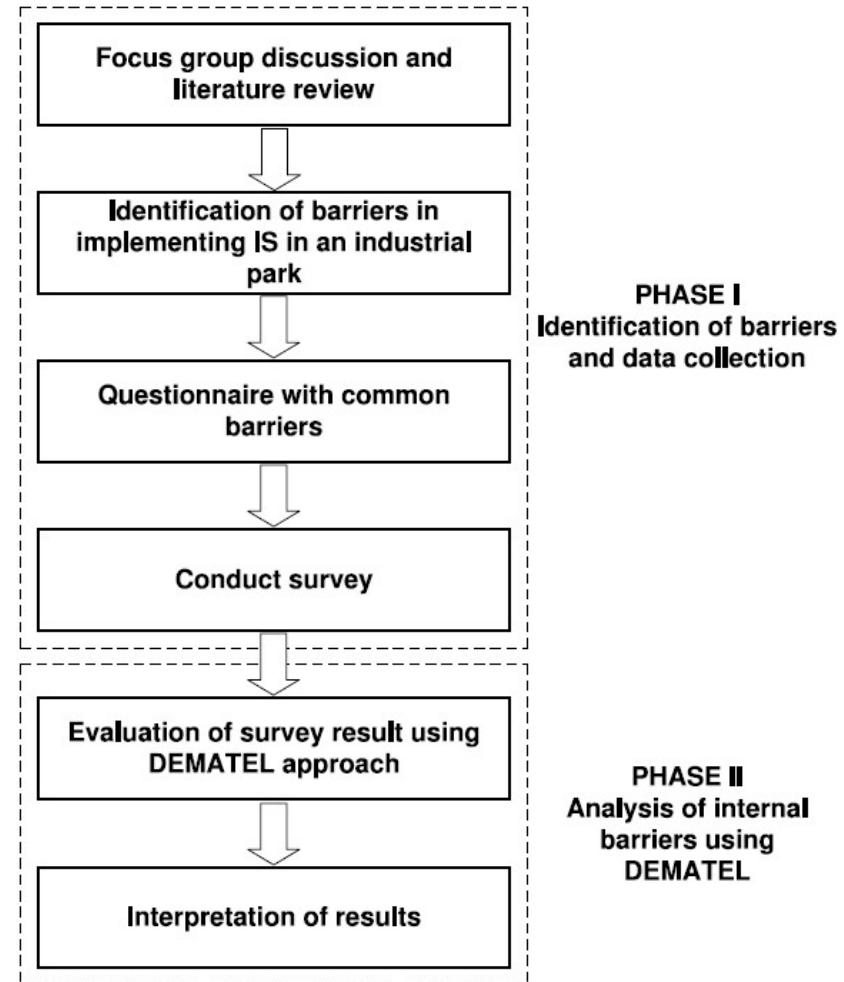 Focus group discussion and
literature review
Identification of barriers in
implementing IS in an industrial
park
Questionnaire with common
barriers
Conduct survey
PHASE I
Identification of barriers
and data collection
Evaluation of survey result using
DEMATEL approach
Interpretation of results
PHASE II
Analysis of internal
barriers using
DEMATEL